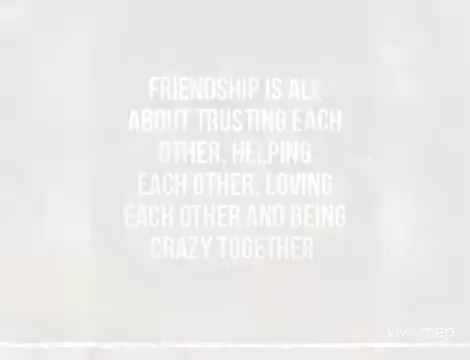 FRIENDSHIP IS ALL
ABOUT TRUSTING EACH
OTHER, HELPING
EACH OTHER, LOVING
EACH OTHER AND BEING
CRAZY TOGETHER